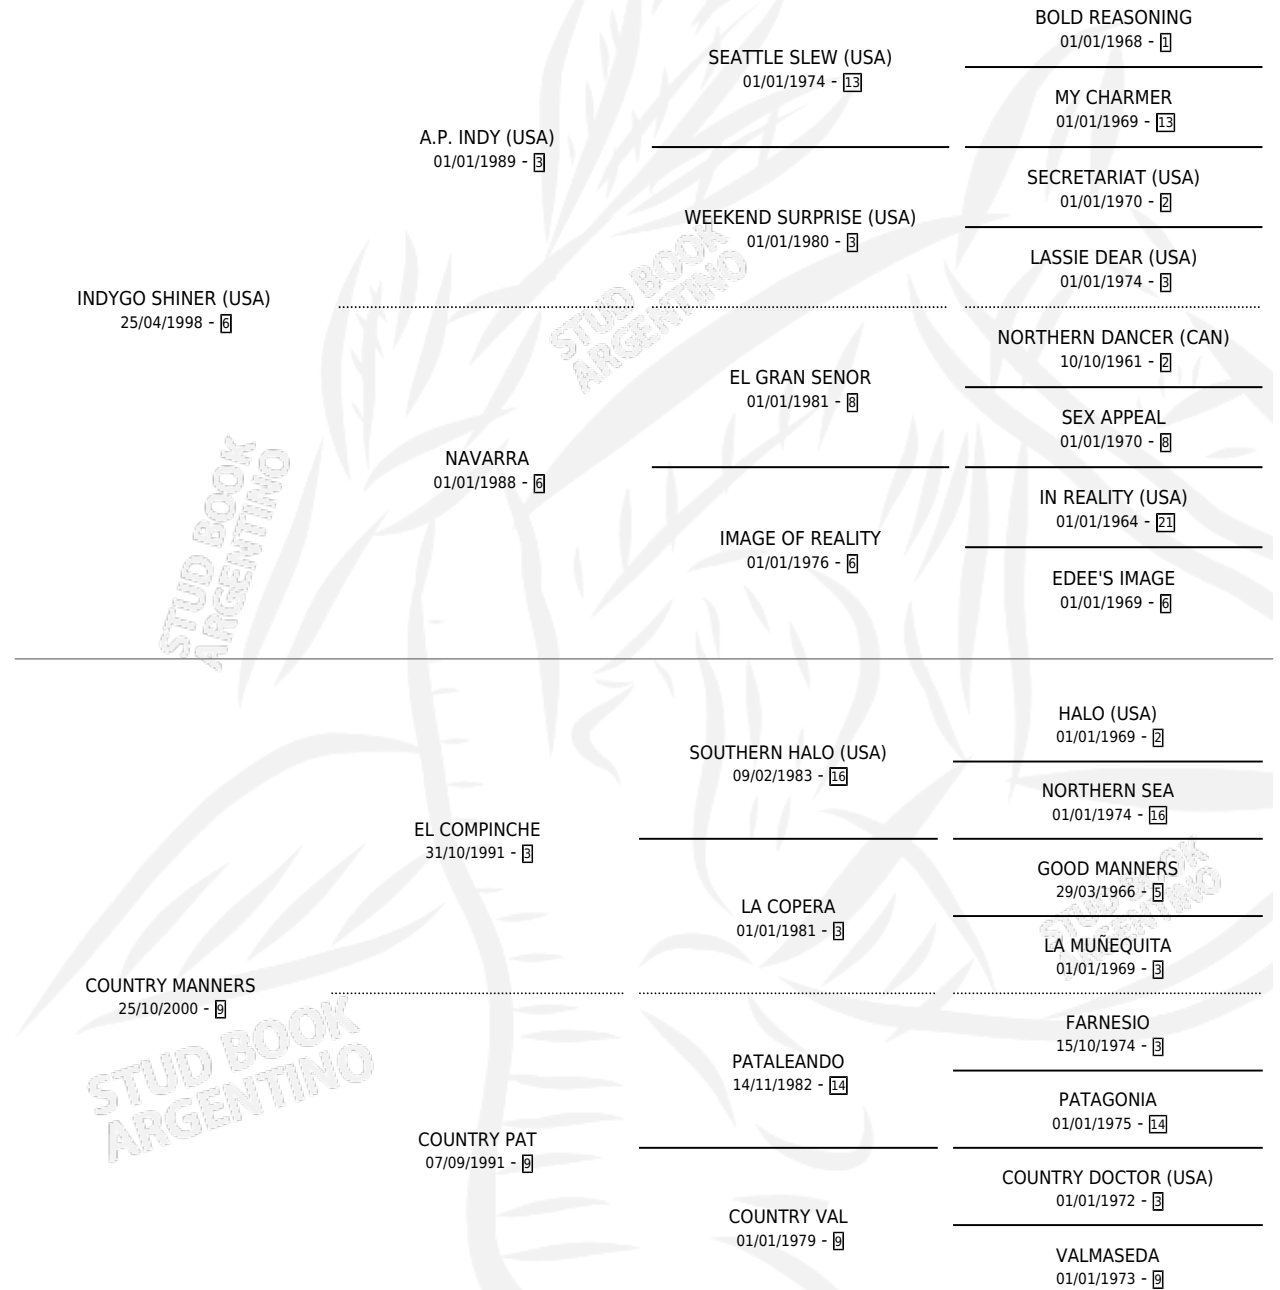 BOLD REASONING
01/01/1968 - 1
SEATTLE SLEW (USA)
01/01/1974 - 13
MY CHARMER
01/01/1969 - 13
A.P. INDY (USA)
01/01/1989 - 3
SECRETARIAT (USA)
01/01/1970 - 2
WEEKEND SURPRISE (USA)
01/01/1980 - 3
LASSIE DEAR (USA)
01/01/1974 - 3
INDYGO SHINER (USA)
25/04/1998 - 6
NORTHERN DANCER (CAN)
10/10/1961 - 2
EL GRAN SENOR
01/01/1981 - 8
SEX APPEAL
01/01/1970 - 8
NAVARRA
01/01/1988 - 6
IN REALITY (USA)
01/01/1964 - 21
IMAGE OF REALITY
01/01/1976 - 6
EDEE'S IMAGE
01/01/1969 - 6
HALO (USA)
01/01/1969 - 2
SOUTHERN HALO (USA)
09/02/1983 - 16
NORTHERN SEA
01/01/1974 - 16
EL COMPINCHE
31/10/1991 - 3
GOOD MANNERS
29/03/1966 - 5
LA COPERA
01/01/1981 - 3
LA MUÑEQUITA
01/01/1969 - 3
COUNTRY MANNERS
25/10/2000 - 9
FARNESIO
15/10/1974 - 3
PATALEANDO
14/11/1982 - 14
PATAGONIA
01/01/1975 - 14
COUNTRY PAT
07/09/1991 - 9
COUNTRY DOCTOR (USA)
01/01/1972 - 3
COUNTRY VAL
01/01/1979 - 9
VALMASEDA
01/01/1973 - 9
STUD BOOK
ARGENTINO
STUD BOOK
ARGENTINO
STUD BOOK
ARGENTINO
STUD BOOK
ARGENTINO